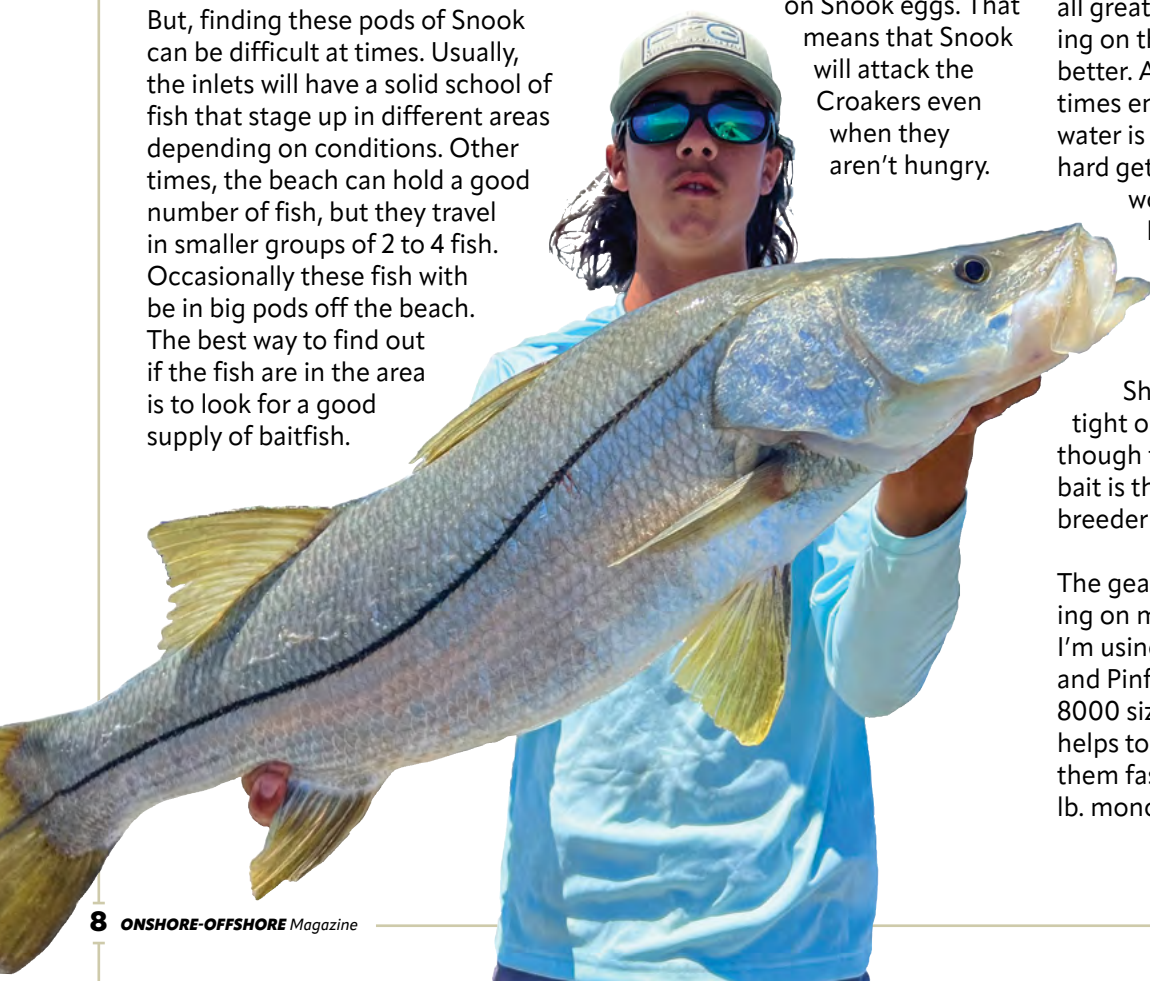 But, finding these pods of Snook
can be difficult at times. Usually,
the inlets will have a solid school of
fish that stage up in different areas
depending on conditions. Other
times, the beach can hold a good
number of fish, but they travel
in smaller groups of 2 to 4 fish.
Occasionally these fish with
be in big pods off the beach.
The best way to find out
if the fish are in the area
is to look for a good
supply of baitfish.
on Snook eggs. That
means that Snook
will attack the
Croakers even
when they
aren't hungry.
all great
ing on th
better. A
times en
water is
hard get
wo
Sh
tight o
though t
bait is th
breeder
The gea
ing on m
I'm using
and Pinf
8000 siz
helps to
them fas
lb. mono
8 ONSHORE-OFFSHORE Magazine